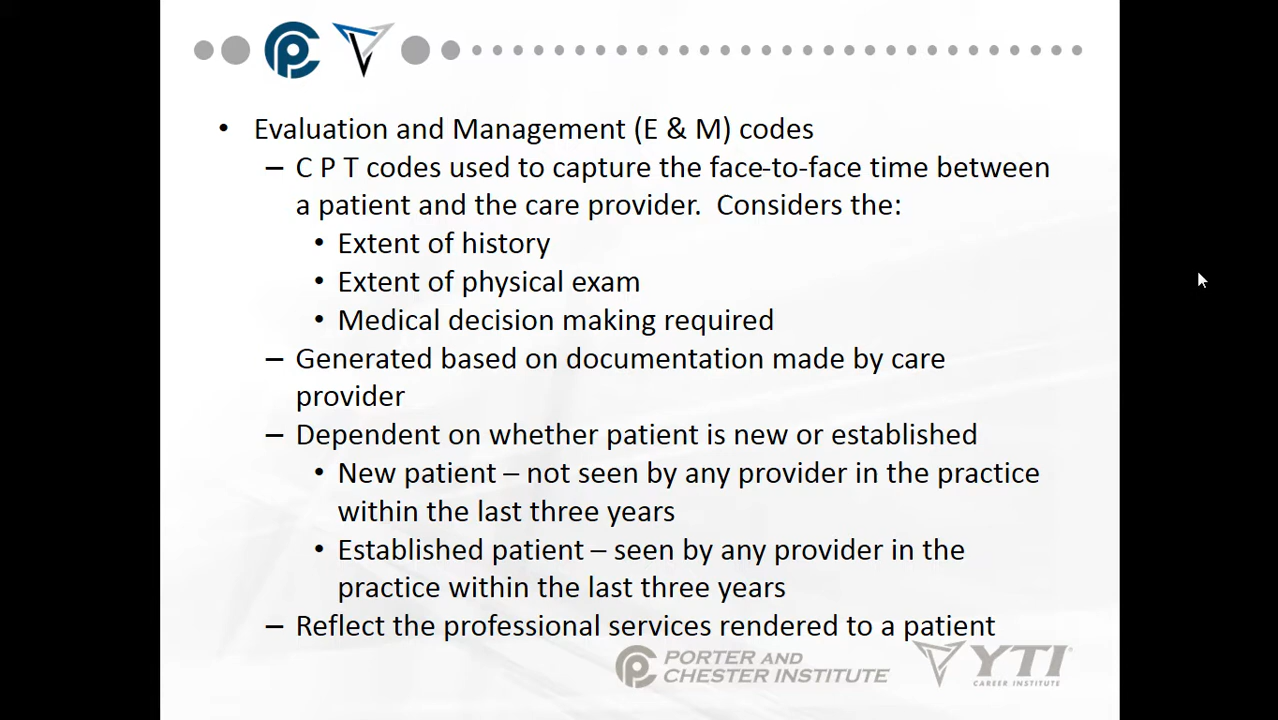 • Evaluation and Management (E & M) codes
– C P T codes used to capture the face-to-face time between
a patient and the care provider.  Considers the:
• Extent of history
• Extent of physical exam
• Medical decision making required
– Generated based on documentation made by care
provider
– Dependent on whether patient is new or established
• New patient – not seen by any provider in the practice
within the last three years
• Established patient – seen by any provider in the
practice within the last three years
– Reflect the professional services rendered to a patient
PORTER AND
CHESTER INSTITUTE
YTI
CAREER INSTITUTE